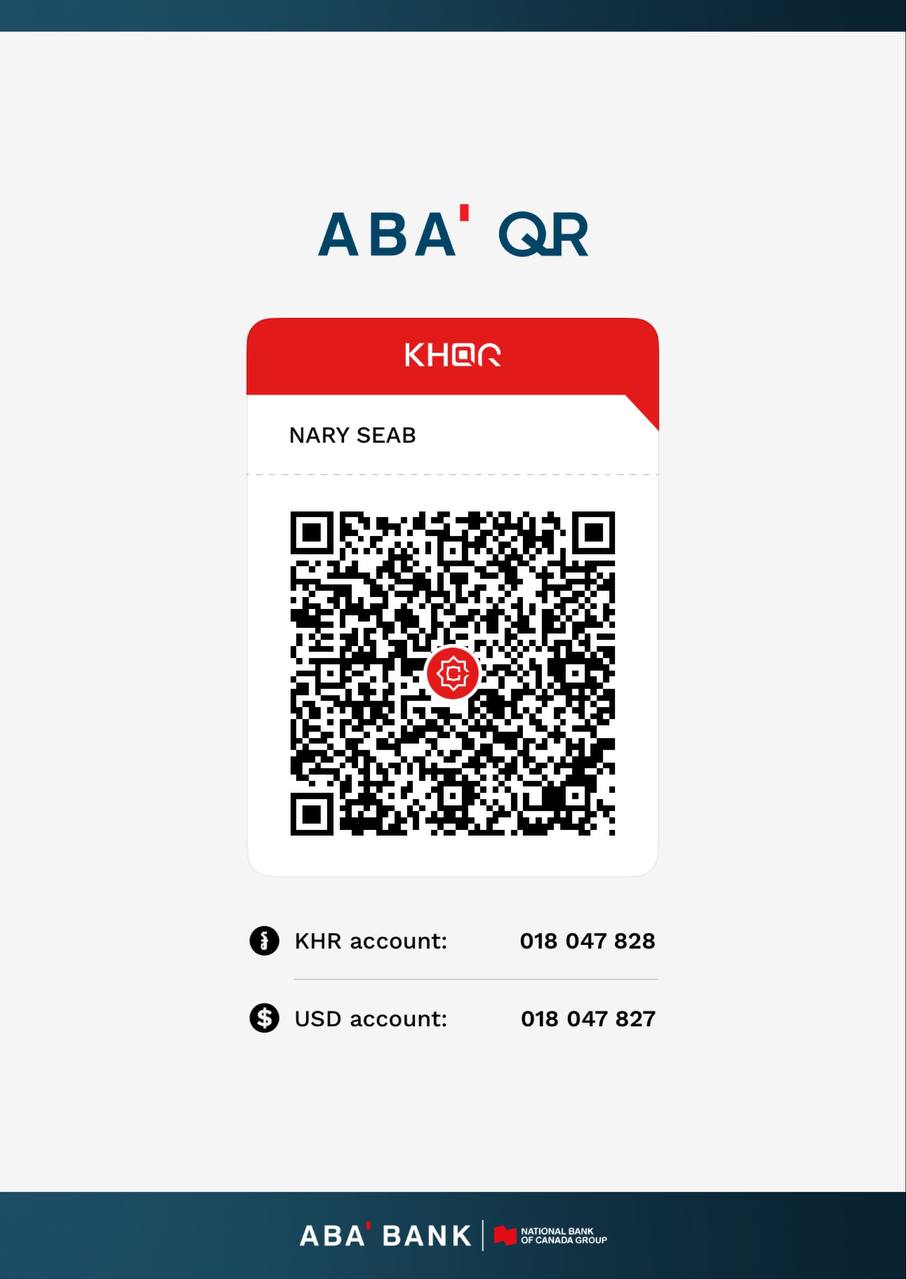 ABA' QR
KHQR
NARY SEAB
KHR account: 018 047 828
$ USD account: 018 047 827
ABA' BANK
NATIONAL BANK
OF CANADA GROUP